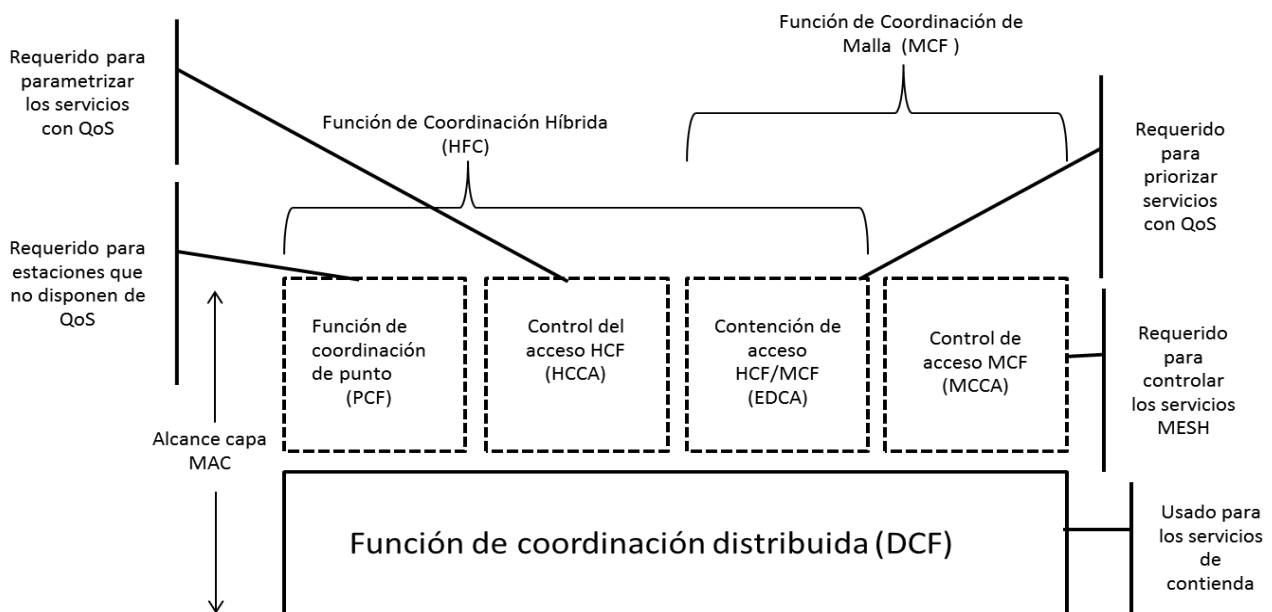 Función de Coordinación de
Malla (MCF )
Requerido para
parametrizar
los servicios
con QoS
Función de Coordinación Híbrida
(HFC)
Requerido
para
priorizar
servicios
con QoS
Requerido para
estaciones que
no disponen de
QoS
Función de
coordinación
de punto
(PCF)
Control del
acceso HCF
(HCCA)
Contención de
acceso
HCF/MCF
(EDCA)
Control de
acceso MCF
(MCCA)
Requerido
para
controlar
los servicios
MESH
Alcance capa
MAC
Función de coordinación distribuida (DCF)
Usado para
los servicios
de
contienda